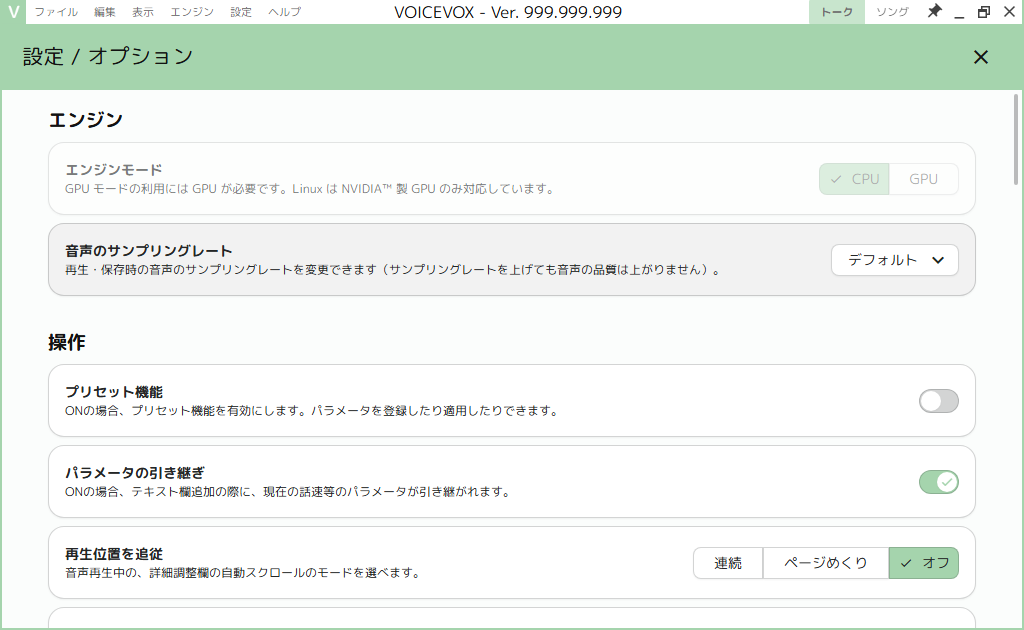 V ファイル 編集 表示 エンジン 設定 ヘルプ VOICEVOX - Ver. 999.999.999 トーク ソング
設定 / オプション
エンジン
エンジンモード
GPU モードの利用には GPU が必要です。Linux は NVIDIA™ 製 GPU のみ対応しています。
CPU GPU
音声のサンプリングレート
再生・保存時の音声のサンプリングレートを変更できます（サンプリングレートを上げても音声の品質は上がりません）。
デフォルト
操作
プリセット機能
ONの場合、プリセット機能を有効にします。パラメータを登録したり適用したりできます。
パラメータの引き継ぎ
ONの場合、テキスト欄追加の際に、現在の話速等のパラメータが引き継がれます。
再生位置を追従
音声再生中の、詳細調整欄の自動スクロールのモードを選べます。
連続 ページめくり オフ